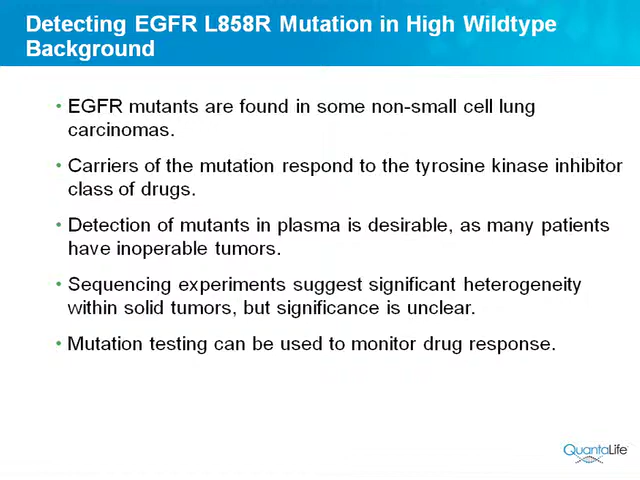 Detecting EGFR L858R Mutation in High Wildtype
Background
• EGFR mutants are found in some non-small cell lung
carcinomas.
• Carriers of the mutation respond to the tyrosine kinase inhibitor
class of drugs.
• Detection of mutants in plasma is desirable, as many patients
have inoperable tumors.
• Sequencing experiments suggest significant heterogeneity
within solid tumors, but significance is unclear.
• Mutation testing can be used to monitor drug response.
QuantaLife